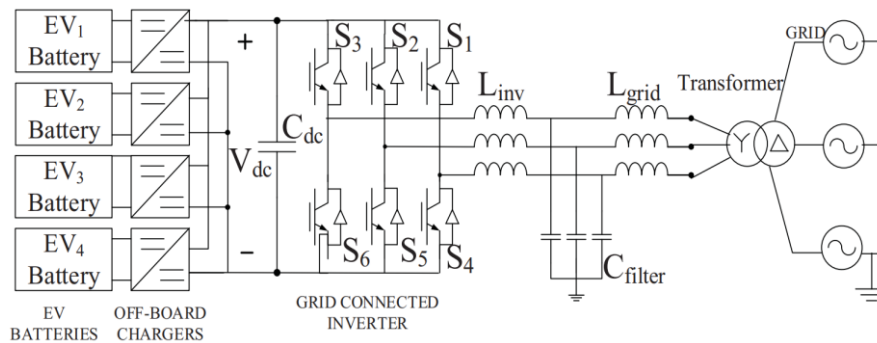 EV1
Battery
EV2
Battery
EV3
Battery
EV4
Battery
EV
BATTERIES
OFF-BOARD
CHARGERS
+
Vdc
−
Cdc
S3
S2
S1
S6
S5
S4
GRID CONNECTED
INVERTER
Linv
Lgrid
Cfilter
Transformer
Y
Δ
GRID